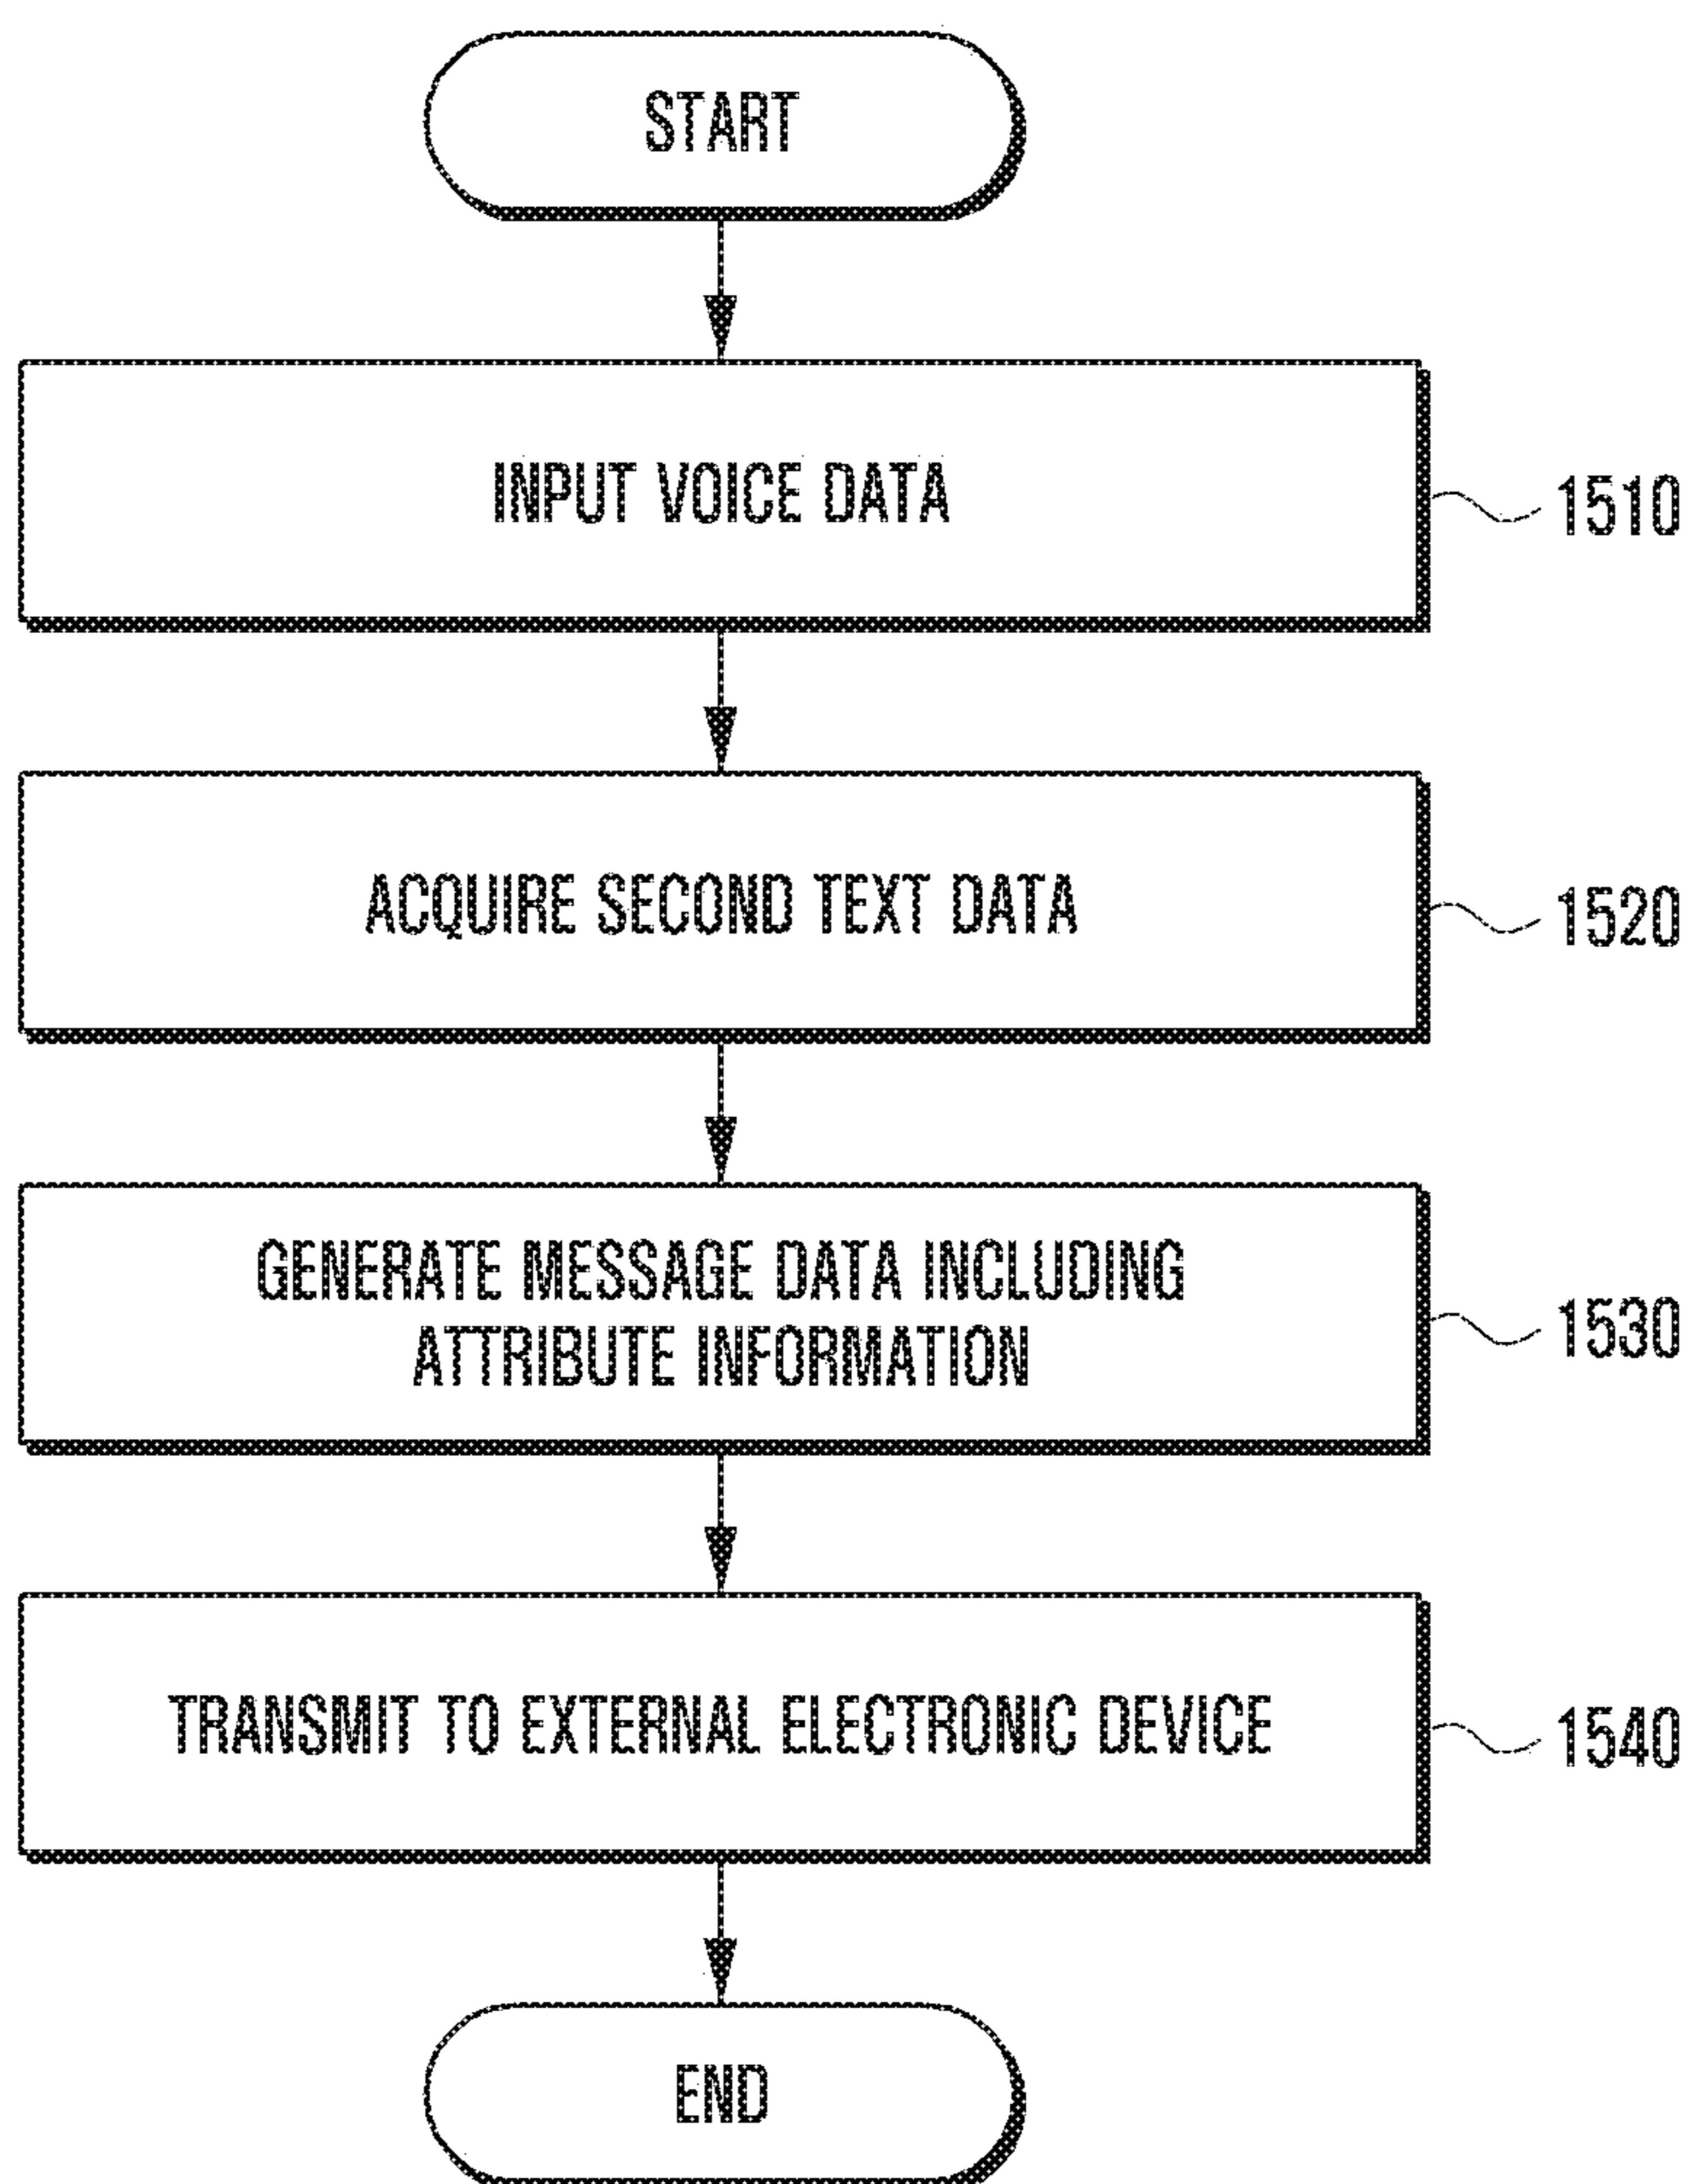 START
INPUT VOICE DATA
1510
ACQUIRE SECOND TEXT DATA
1520
GENERATE MESSAGE DATA INCLUDING
ATTRIBUTE INFORMATION
1530
TRANSMIT TO EXTERNAL ELECTRONIC DEVICE
1540
END